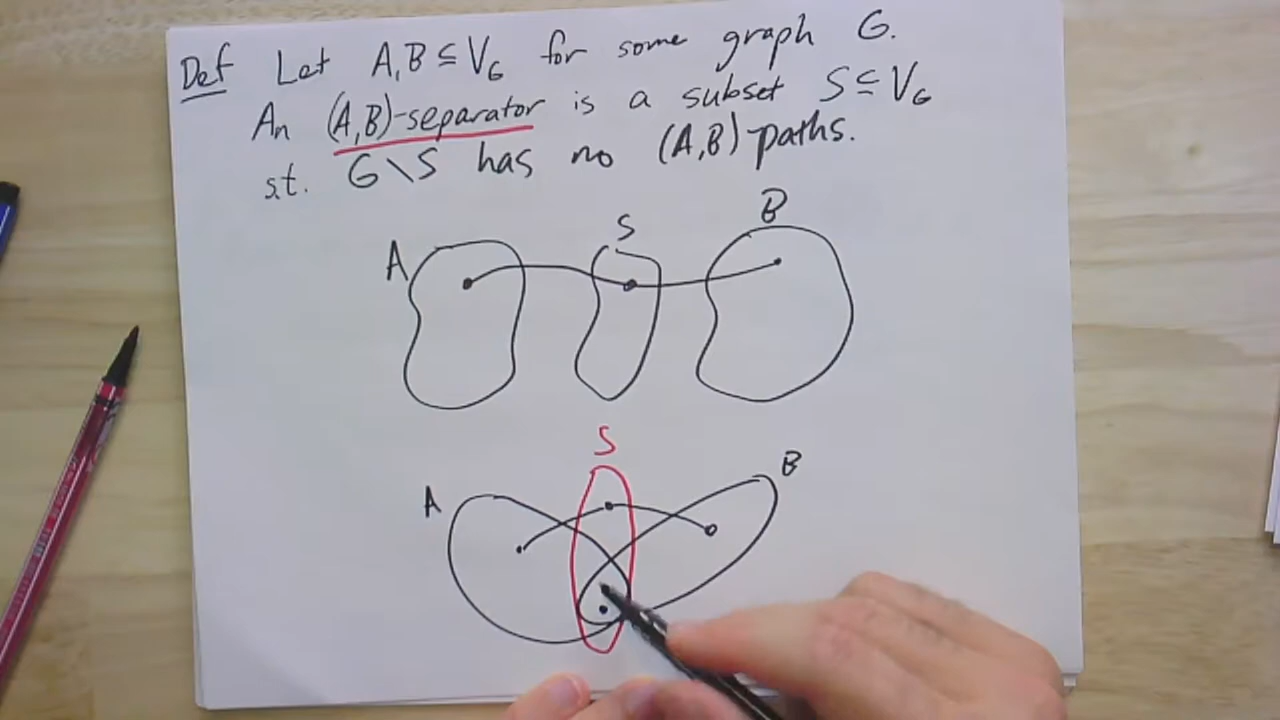 Def Let A,B ⊆ V_G for some graph G.
An (A,B)-separator is a subset S ⊆ V_G
s.t. G\S has no (A,B)-paths.
A S B
S
A B